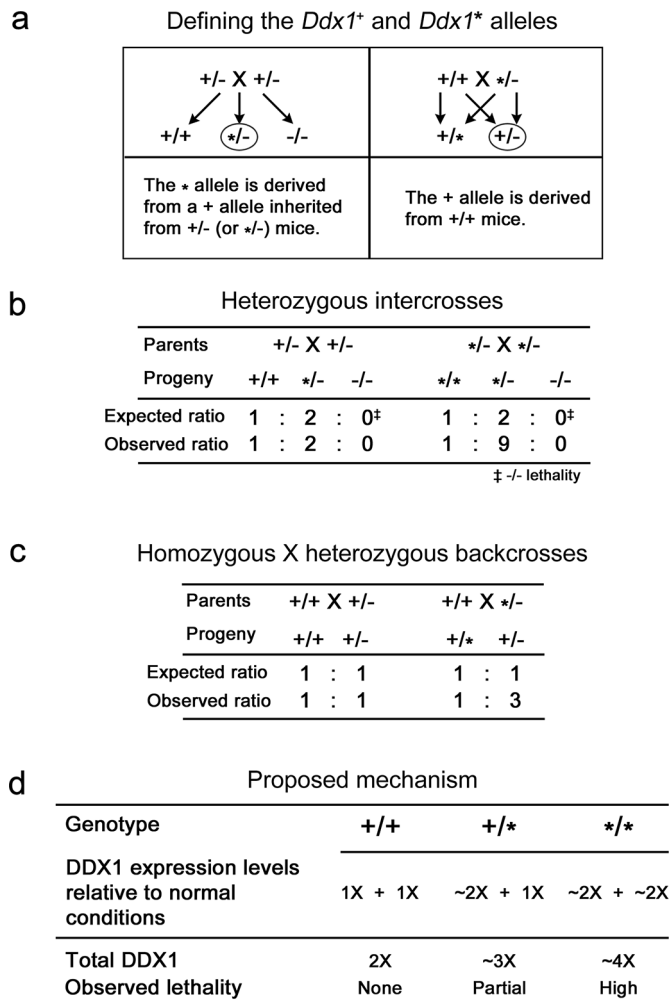 a Defining the Ddx1⁺ and Ddx1* alleles
+/- X +/-
+/+ */- -/-
The * allele is derived
from a + allele inherited
from +/- (or */-) mice.
+/+ X */-
+/* +/-
The + allele is derived
from +/+ mice.
b Heterozygous intercrosses
Parents +/- X +/- */- X */-
Progeny +/+ */- -/- */* */- -/-
Expected ratio 1 : 2 : 0‡ 1 : 2 : 0‡
Observed ratio 1 : 2 : 0 1 : 9 : 0
‡ -/- lethality
c Homozygous X heterozygous backcrosses
Parents +/+ X +/- +/+ X */-
Progeny +/+ +/- +/* +/-
Expected ratio 1 : 1 1 : 1
Observed ratio 1 : 1 1 : 3
d Proposed mechanism
Genotype +/+ +/* */*
DDX1 expression levels
relative to normal 1X + 1X ~2X + 1X ~2X + ~2X
conditions
Total DDX1 2X ~3X ~4X
Observed lethality None Partial High